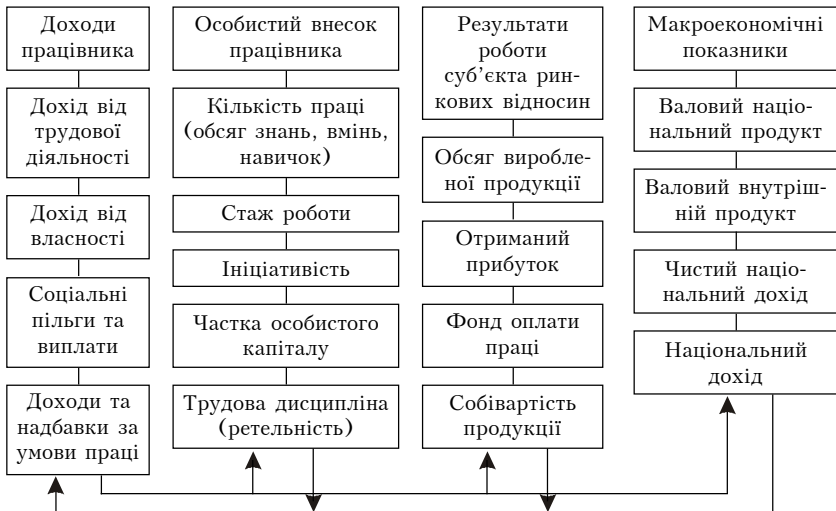 Доходи
працівника
Дохід від
трудової
діяльності
Дохід від
власності
Соціальні
пільги та
виплати
Доходи та
надбавки за
умови праці
Особистий внесок
працівника
Кількість праці
(обсяг знань, вмінь,
навичок)
Стаж роботи
Ініціативність
Частка особистого
капіталу
Трудова дисципліна
(ретельність)
Результати
роботи
суб’єкта рин-
кових відносин
Обсяг виробле-
ної продукції
Отриманий
прибуток
Фонд оплати
праці
Собівартість
продукції
Макроекономічні
показники
Валовий наці-
ональний продукт
Валовий внутріш-
ній продукт
Чистий націо-
нальний дохід
Національний
дохід